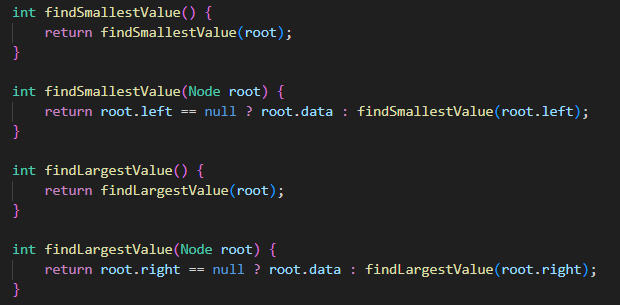 int findSmallestValue() {
    return findSmallestValue(root);
}

int findSmallestValue(Node root) {
    return root.left == null ? root.data : findSmallestValue(root.left);
}

int findLargestValue() {
    return findLargestValue(root);
}

int findLargestValue(Node root) {
    return root.right == null ? root.data : findLargestValue(root.right);
}